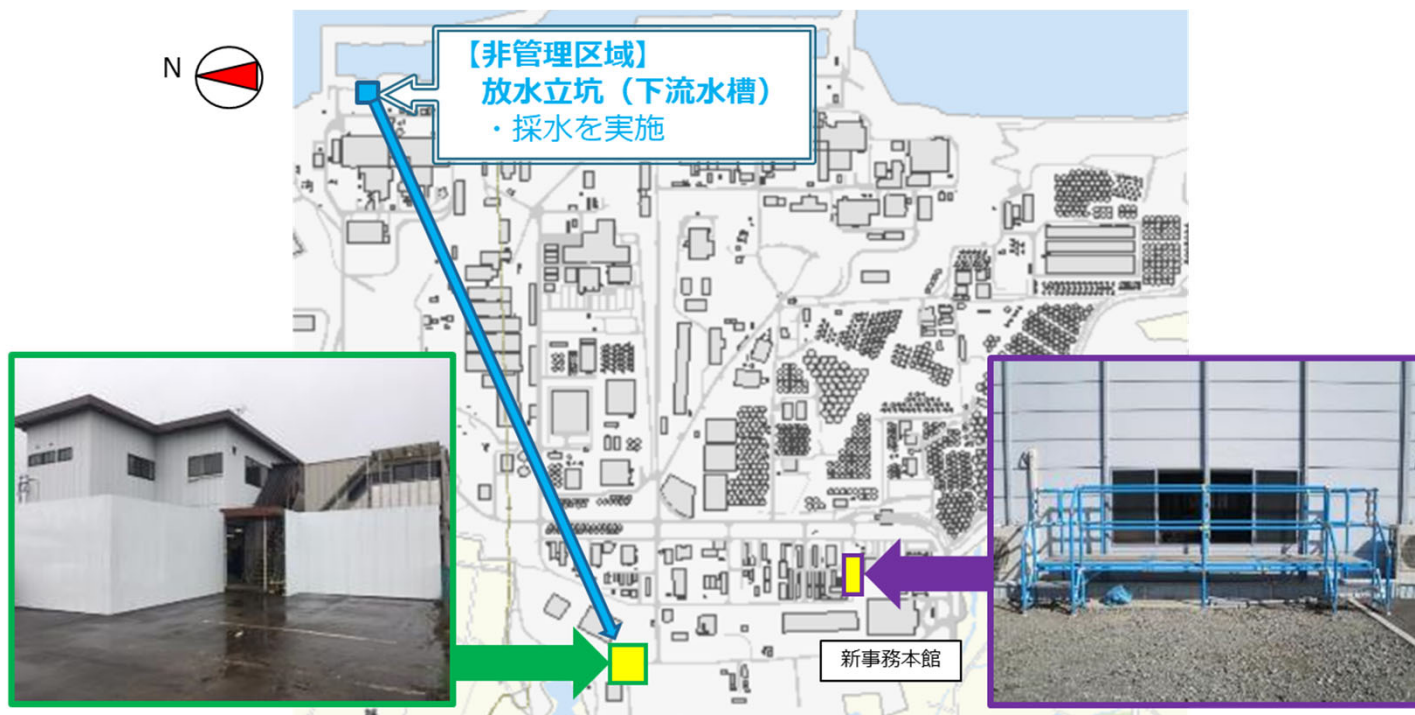 N
【非管理区域】
放水立坑（下流水槽）
・採水を実施
新事務本館
N